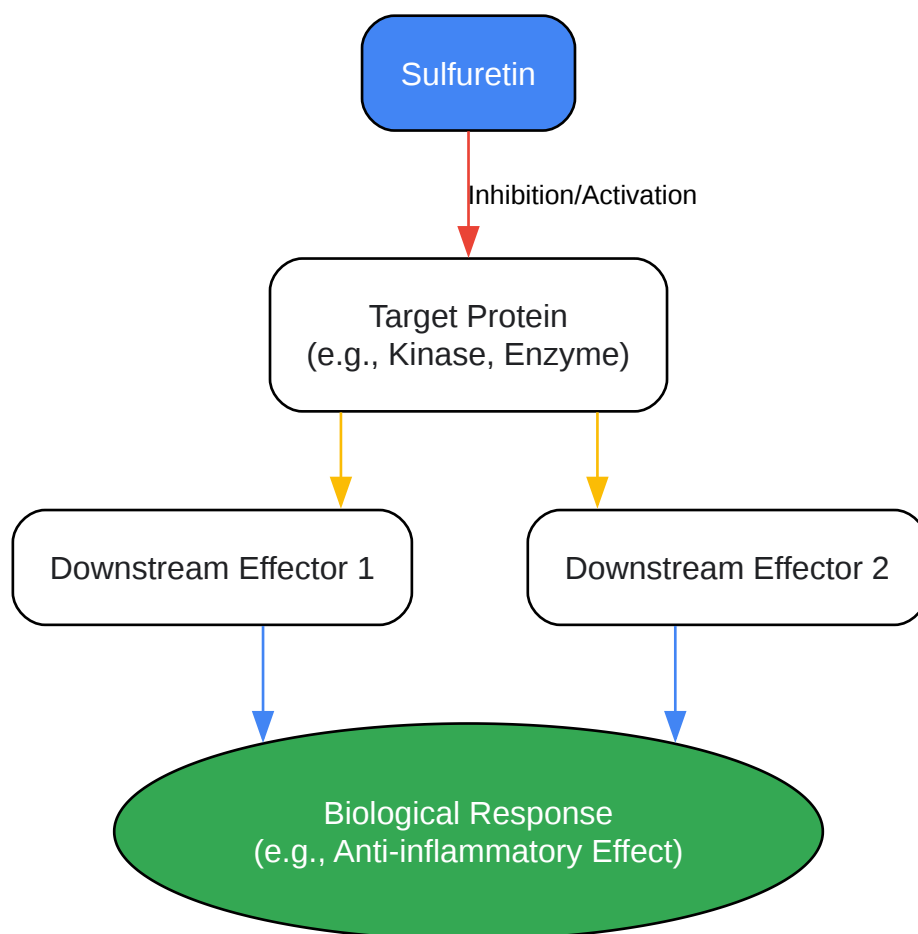 Sulfuretin
Inhibition/Activation
Target Protein
(e.g., Kinase, Enzyme)
Downstream Effector 1
Downstream Effector 2
Biological Response
(e.g., Anti-inflammatory Effect)